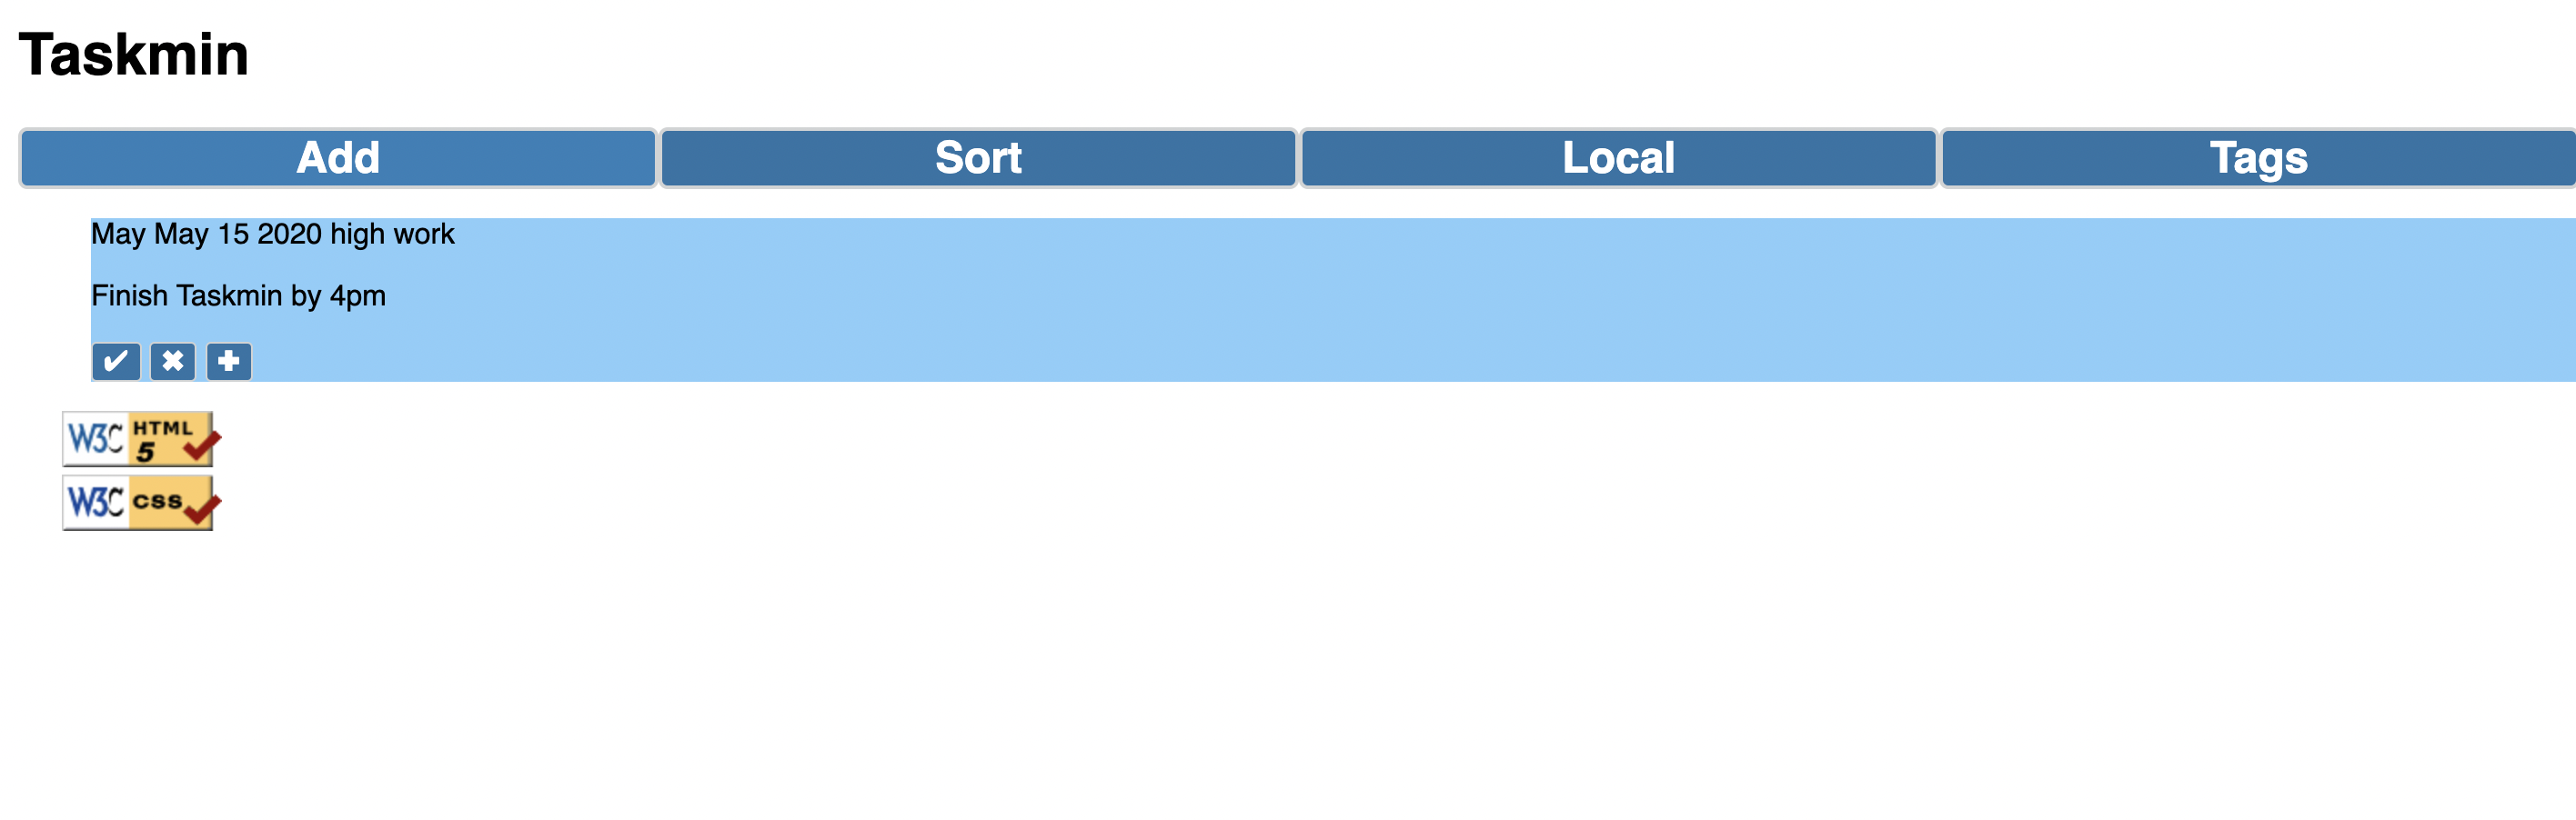 Taskmin
Add Sort Local Tags
May May 15 2020 high work
Finish Taskmin by 4pm
✔ ✖ ✚
W3C HTML 5
W3C css